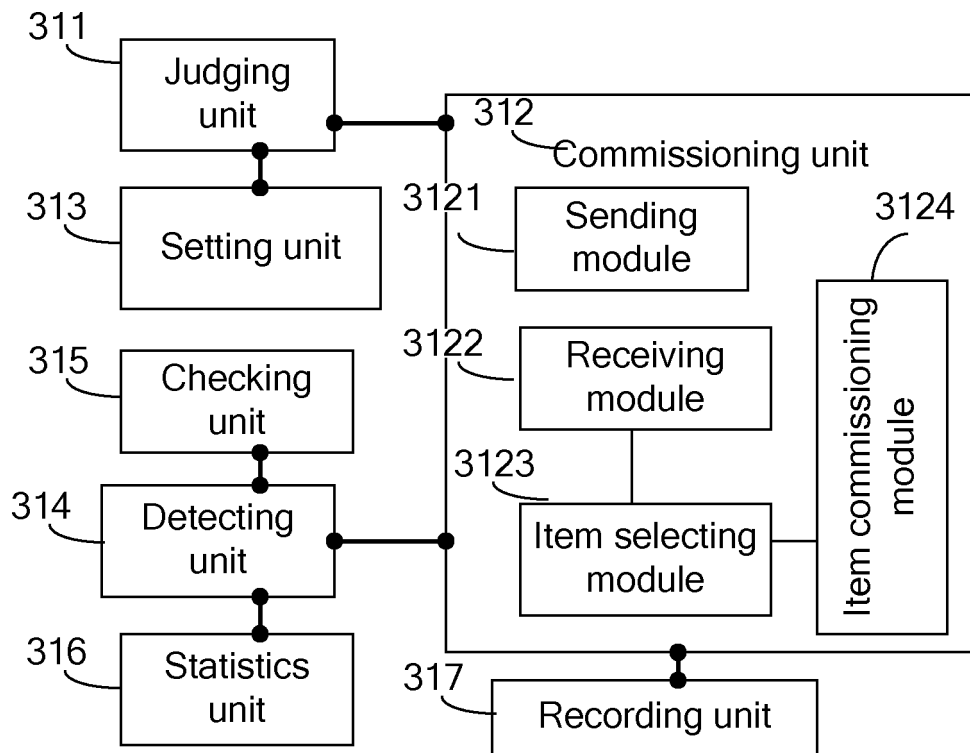 311
Judging
unit
312
Commissioning unit
313
Setting unit
3121
Sending
module
3124
Item commissioning
module
315
Checking
unit
3122
Receiving
module
3123
314
Detecting
unit
Item selecting
module
316
Statistics
unit
317
Recording unit